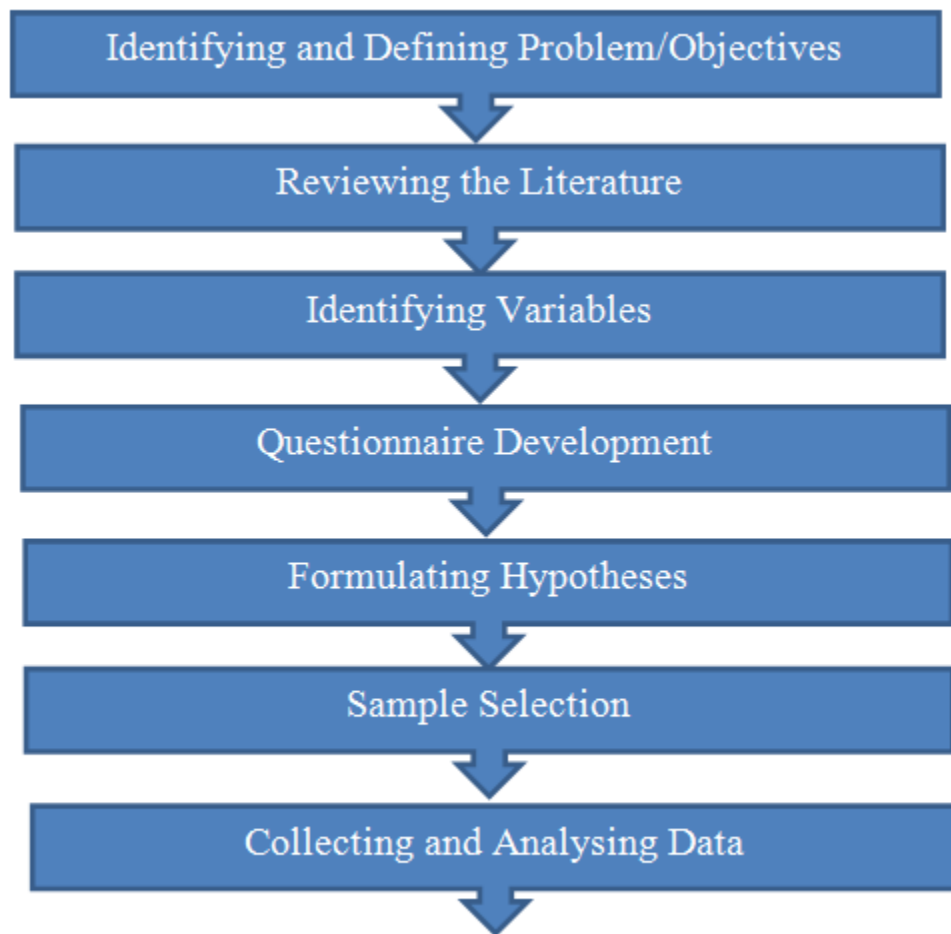 Identifying and Defining Problem/Objectives
Reviewing the Literature
Identifying Variables
Questionnaire Development
Formulating Hypotheses
Sample Selection
Collecting and Analysing Data